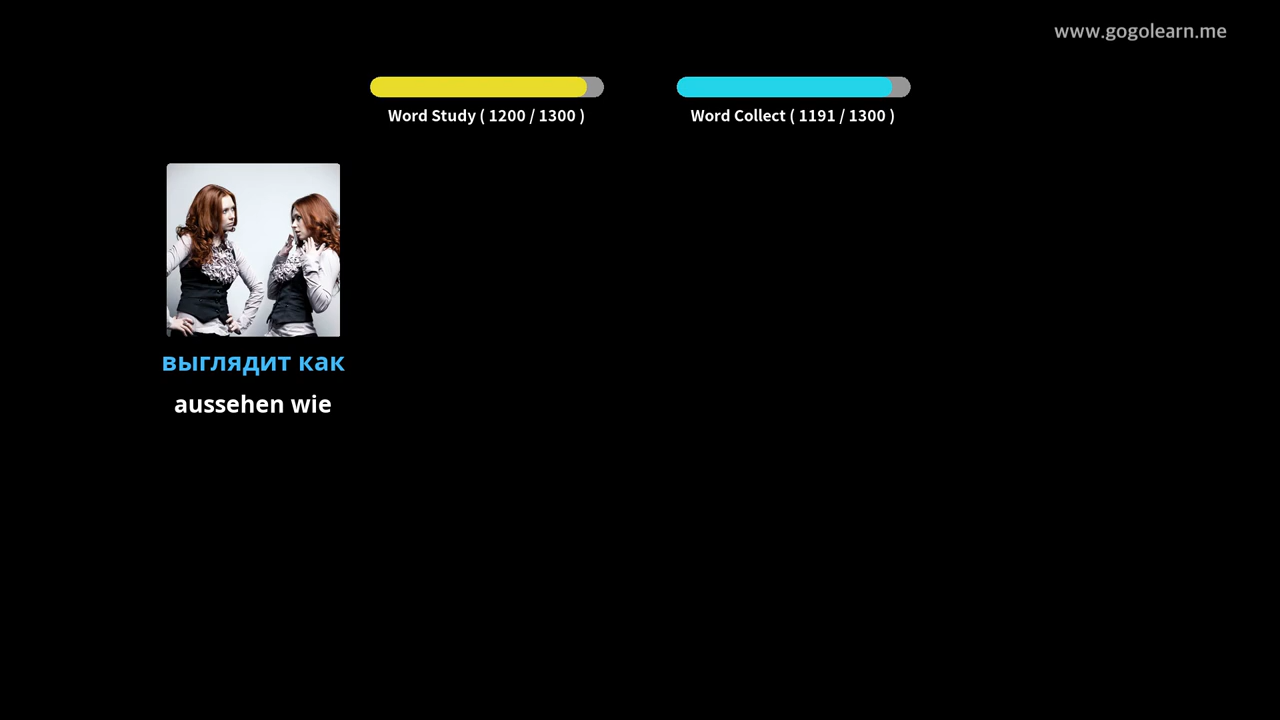 www.gogolearn.me
Word Study ( 1200 / 1300 )
Word Collect ( 1191 / 1300 )
выглядит как
aussehen wie